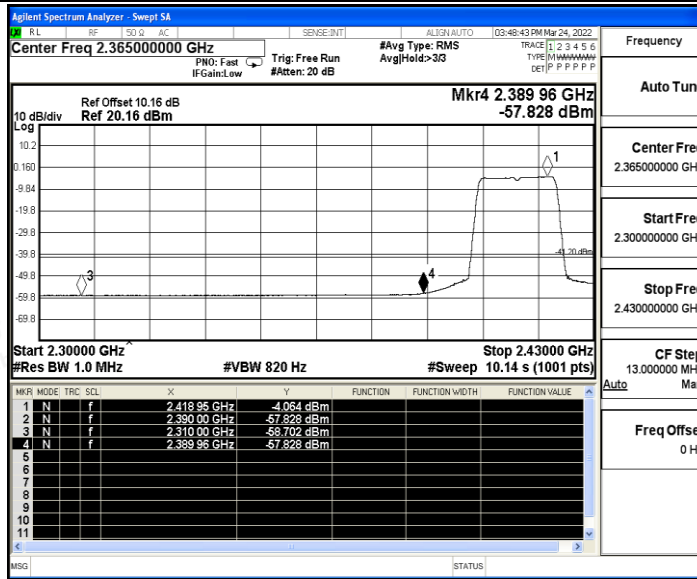 Agilent Spectrum Analyzer - Swept SA
RL RF 50 Ω AC SENSE:INT ALIGN AUTO 03:48:43 PM Mar 24, 2022
Center Freq 2.365000000 GHz
PNO: Fast
IFGain:Low
Trig: Free Run
#Atten: 20 dB
#Avg Type: RMS
Avg|Hold:>3/3
TRACE 1 2 3 4 5 6
TYPE M
DET P P P P P P
Frequency
Auto Tun
Center Fre
2.365000000 GH
Start Fre
2.300000000 GH
Stop Fre
2.430000000 GH
CF Step
13.000000 MH
Auto Ma
Freq Offse
0 H
Mkr4 2.389 96 GHz
-57.828 dBm
10 dB/div
Log
Ref Offset 10.16 dB
Ref 20.16 dBm
10.2
0.160
-9.84
-19.8
-29.8
-39.8
-49.8
-59.8
-69.8
1
-41.20 dBm
3
4
Start 2.30000 GHz
Stop 2.43000 GHz
#Res BW 1.0 MHz #VBW 820 Hz #Sweep 10.14 s (1001 pts)
MKR MODE TRC SCL X Y FUNCTION FUNCTION WIDTH FUNCTION VALUE
1 N f 2.418 95 GHz -4.064 dBm
2 N f 2.390 00 GHz -57.828 dBm
3 N f 2.310 00 GHz -58.702 dBm
4 N f 2.389 96 GHz -57.828 dBm
5
6
7
8
9
10
11
MSG STATUS